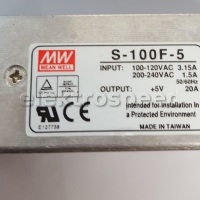 MW
MEAN WELL
S-100F-5
INPUT: 100-120VAC 3.15A
200-240VAC 1.5A
50/60Hz
OUTPUT: +5V 20A
Intended for installation In
a Protected Environment
E127738
MADE IN TAIWAN
elektrospeer